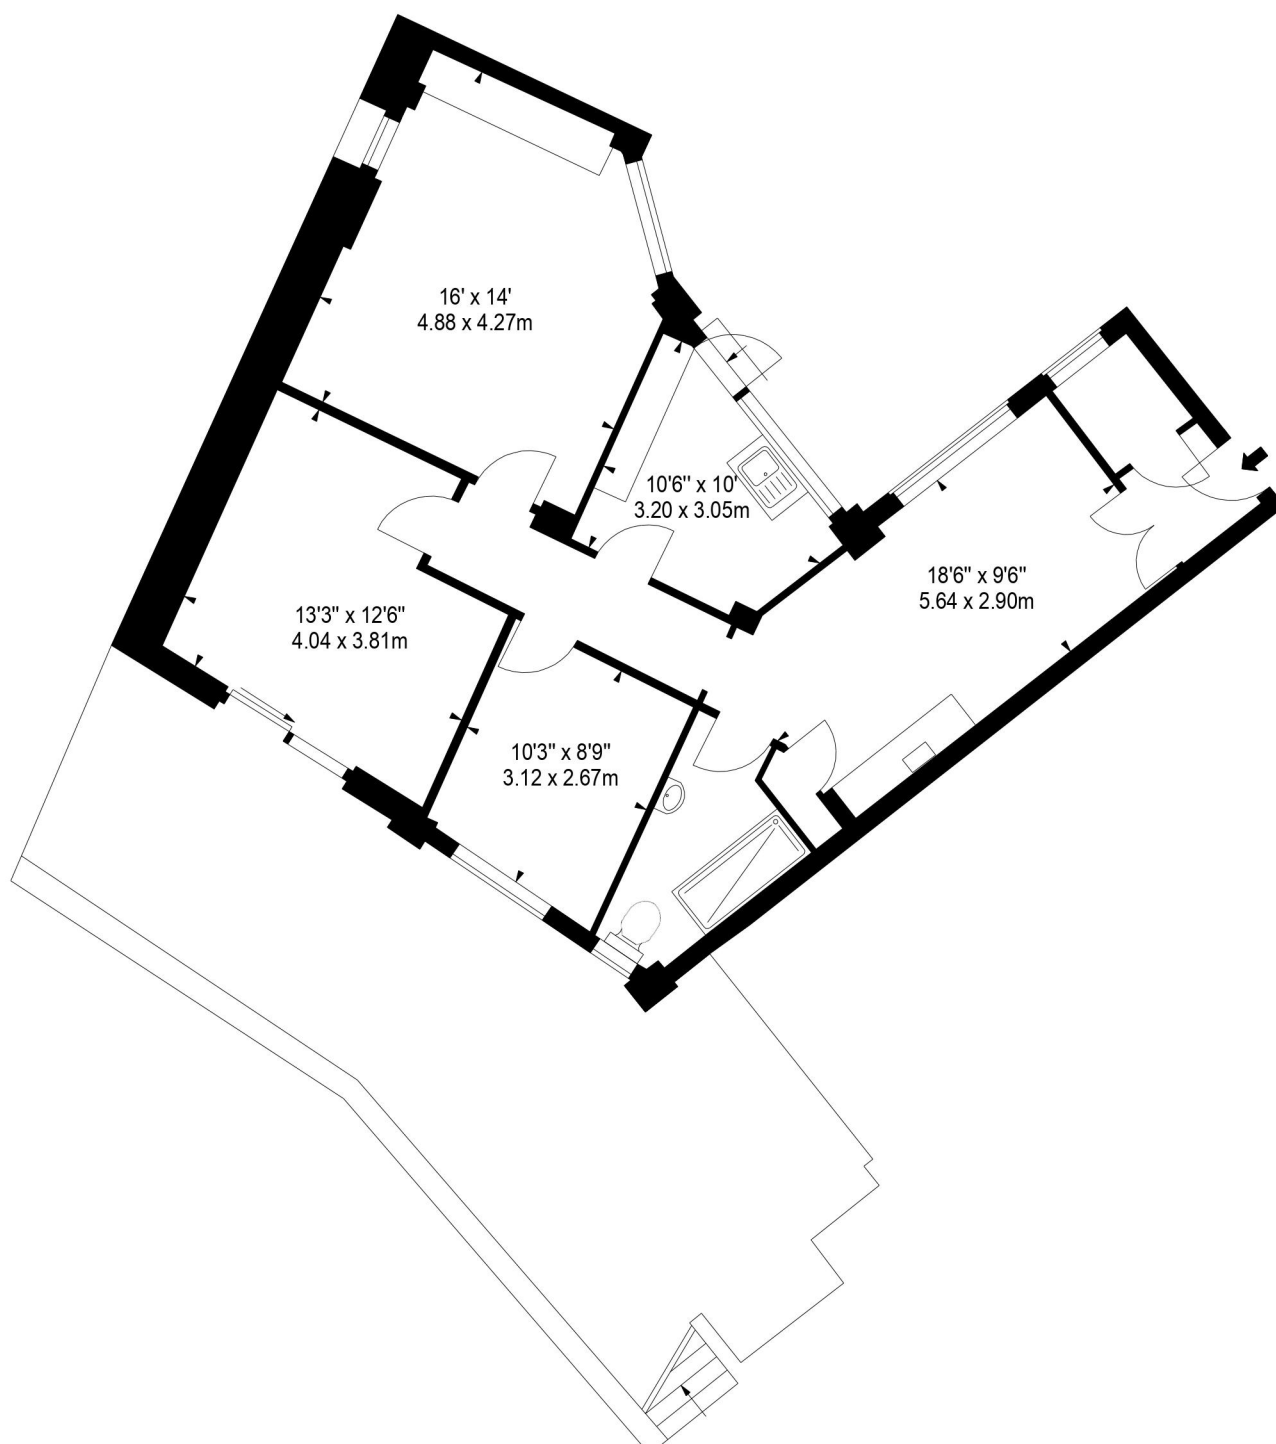 16' x 14'
4.88 x 4.27m
10'6" x 10'
3.20 x 3.05m
18'6" x 9'6"
5.64 x 2.90m
13'3" x 12'6"
4.04 x 3.81m
10'3" x 8'9"
3.12 x 2.67m